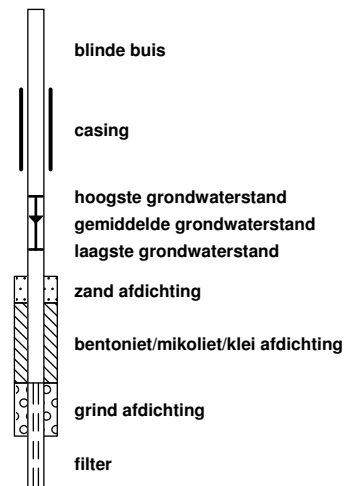 blinde buis
casing
hoogste grondwaterstand
gemiddelde grondwaterstand
laagste grondwaterstand
zand afdichting
bentoniet/mikoliet/klei afdichting
grind afdichting
filter